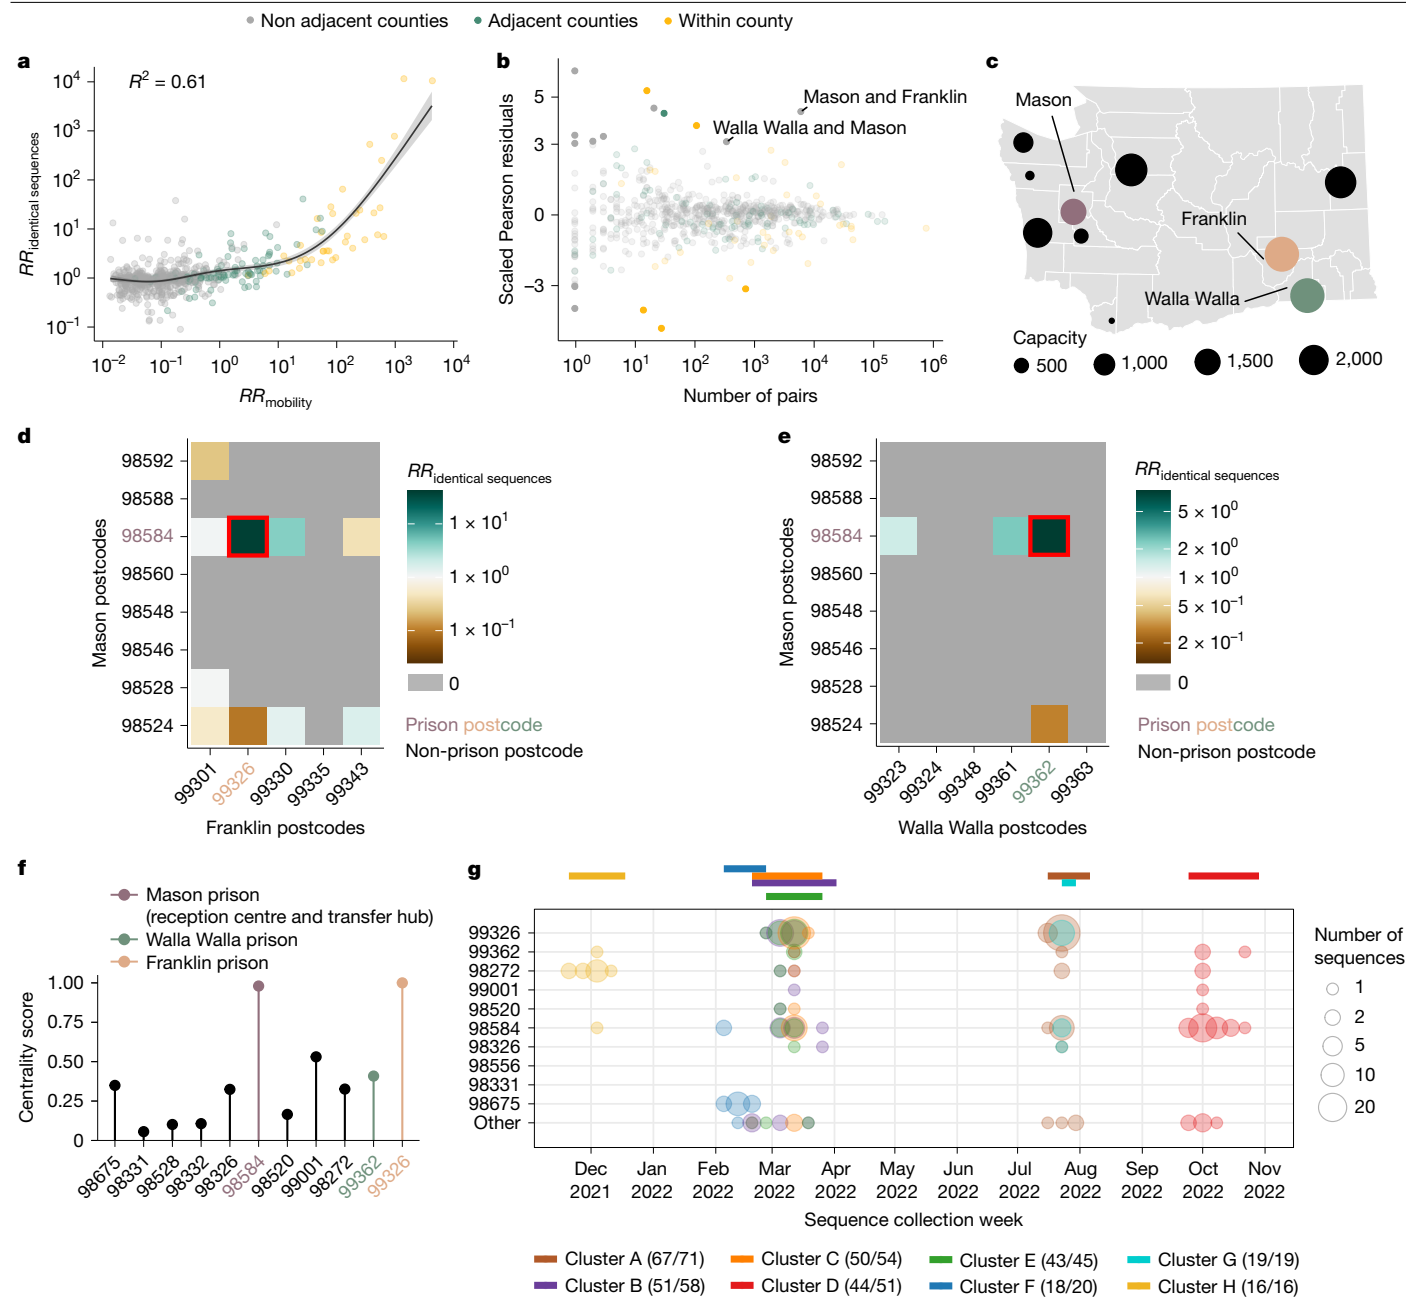 Non adjacent counties
Adjacent counties
Within county
a
R² = 0.61
10⁴
10³
10²
10¹
10⁰
10⁻¹
RR identical sequences
10⁻²
10⁻¹
10⁰
10¹
10²
10³
10⁴
RR mobility
b
Mason and Franklin
Walla Walla and Mason
5
3
0
−3
Scaled Pearson residuals
10⁰
10¹
10²
10³
10⁴
10⁵
10⁶
Number of pairs
c
Mason
Franklin
Walla Walla
Capacity
500
1,000
1,500
2,000
d
98592
98588
98584
98560
98548
98546
98528
98524
Mason postcodes
99301
99326
99330
99335
99343
Franklin postcodes
RR identical sequences
1 × 10¹
1 × 10⁰
1 × 10⁻¹
0
Prison postcode
Non-prison postcode
e
98592
98588
98584
98560
98548
98546
98528
98524
Mason postcodes
99323
99324
99348
99361
99362
99363
Walla Walla postcodes
RR identical sequences
5 × 10⁰
2 × 10⁰
1 × 10⁰
5 × 10⁻¹
2 × 10⁻¹
0
Prison postcode
Non-prison postcode
f
Mason prison
(reception centre and transfer hub)
Walla Walla prison
Franklin prison
1.00
0.75
0.50
0.25
0
Centrality score
98675
98331
98528
98332
98326
98584
98520
99001
98272
99362
99326
g
99326
99362
98272
99001
98520
98584
98326
98556
98331
98675
Other
Dec 2021
Jan 2022
Feb 2022
Mar 2022
Apr 2022
May 2022
Jun 2022
Jul 2022
Aug 2022
Sep 2022
Oct 2022
Nov 2022
Sequence collection week
Number of
sequences
1
2
5
10
20
Cluster A (67/71)
Cluster C (50/54)
Cluster E (43/45)
Cluster G (19/19)
Cluster B (51/58)
Cluster D (44/51)
Cluster F (18/20)
Cluster H (16/16)